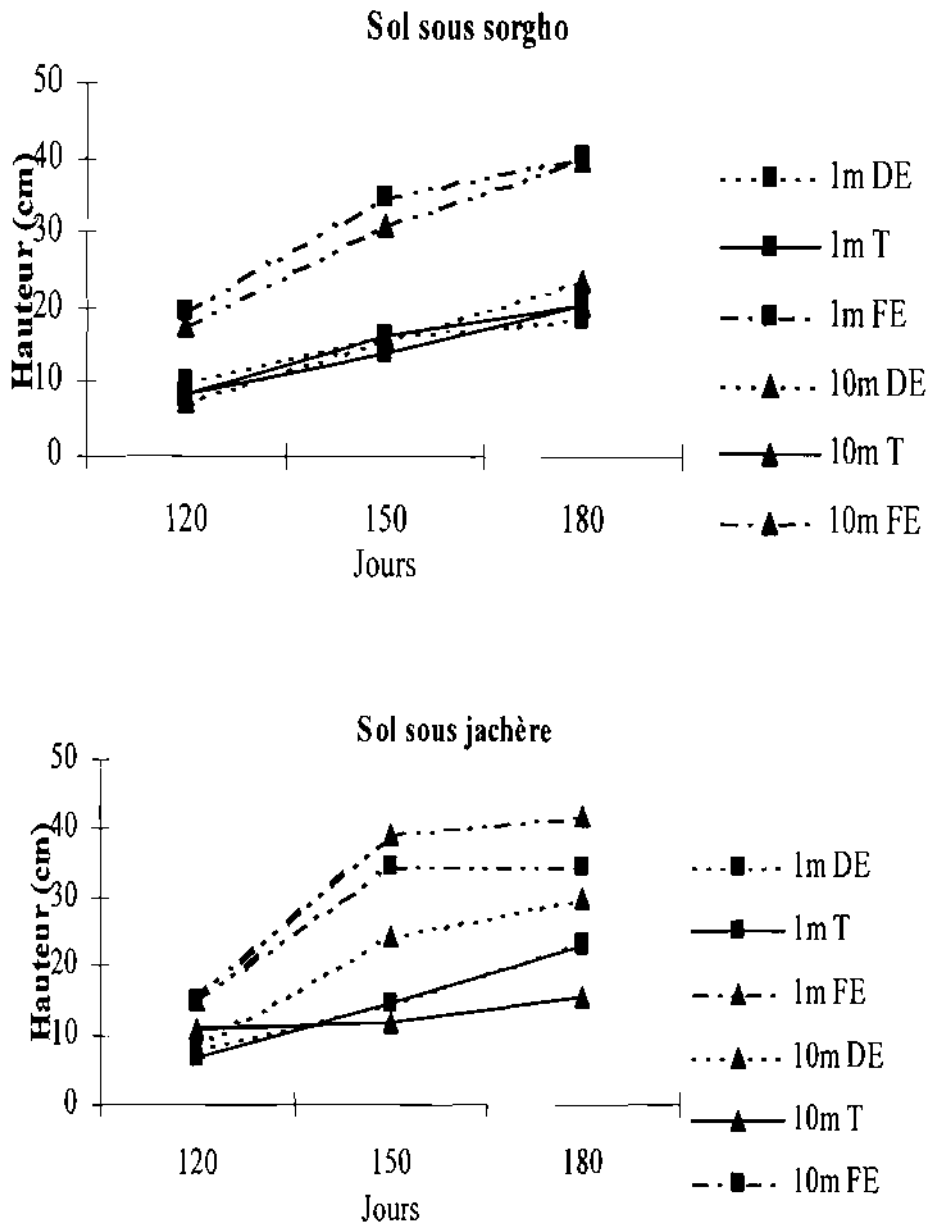 Sol sous sorgho
Hauteur (cm)
50
40
30
20
10
0
120
150
180
Jours
1m DE
1m T
1m FE
10m DE
10m T
10m FE
Sol sous jachère
Hauteur (cm)
50
40
30
20
10
0
120
150
180
Jours
1m DE
1m T
1m FE
10m DE
10m T
10m FE